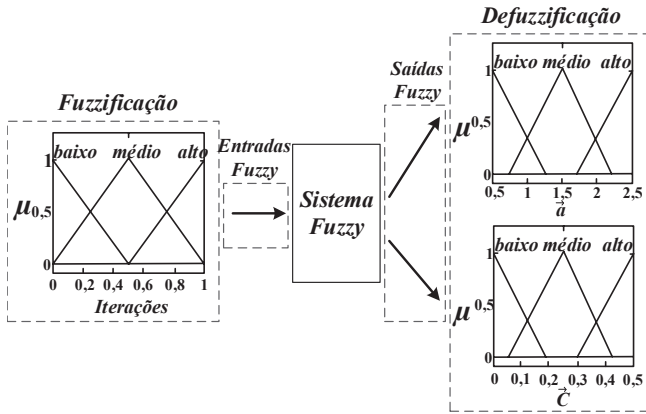 Fuzzificação
baixo médio alto
1
μ0,5
0
0 0,2 0,4 0,6 0,8 1
Iterações
Entradas
Fuzzy
Sistema
Fuzzy
Saídas
Fuzzy
Defuzzificação
baixo médio alto
1
μ0,5
0
0,5 1 1,5 2 2,5
a⃗
baixo médio alto
1
μ0,5
0
0 0,1 0,2 0,3 0,4 0,5
C⃗